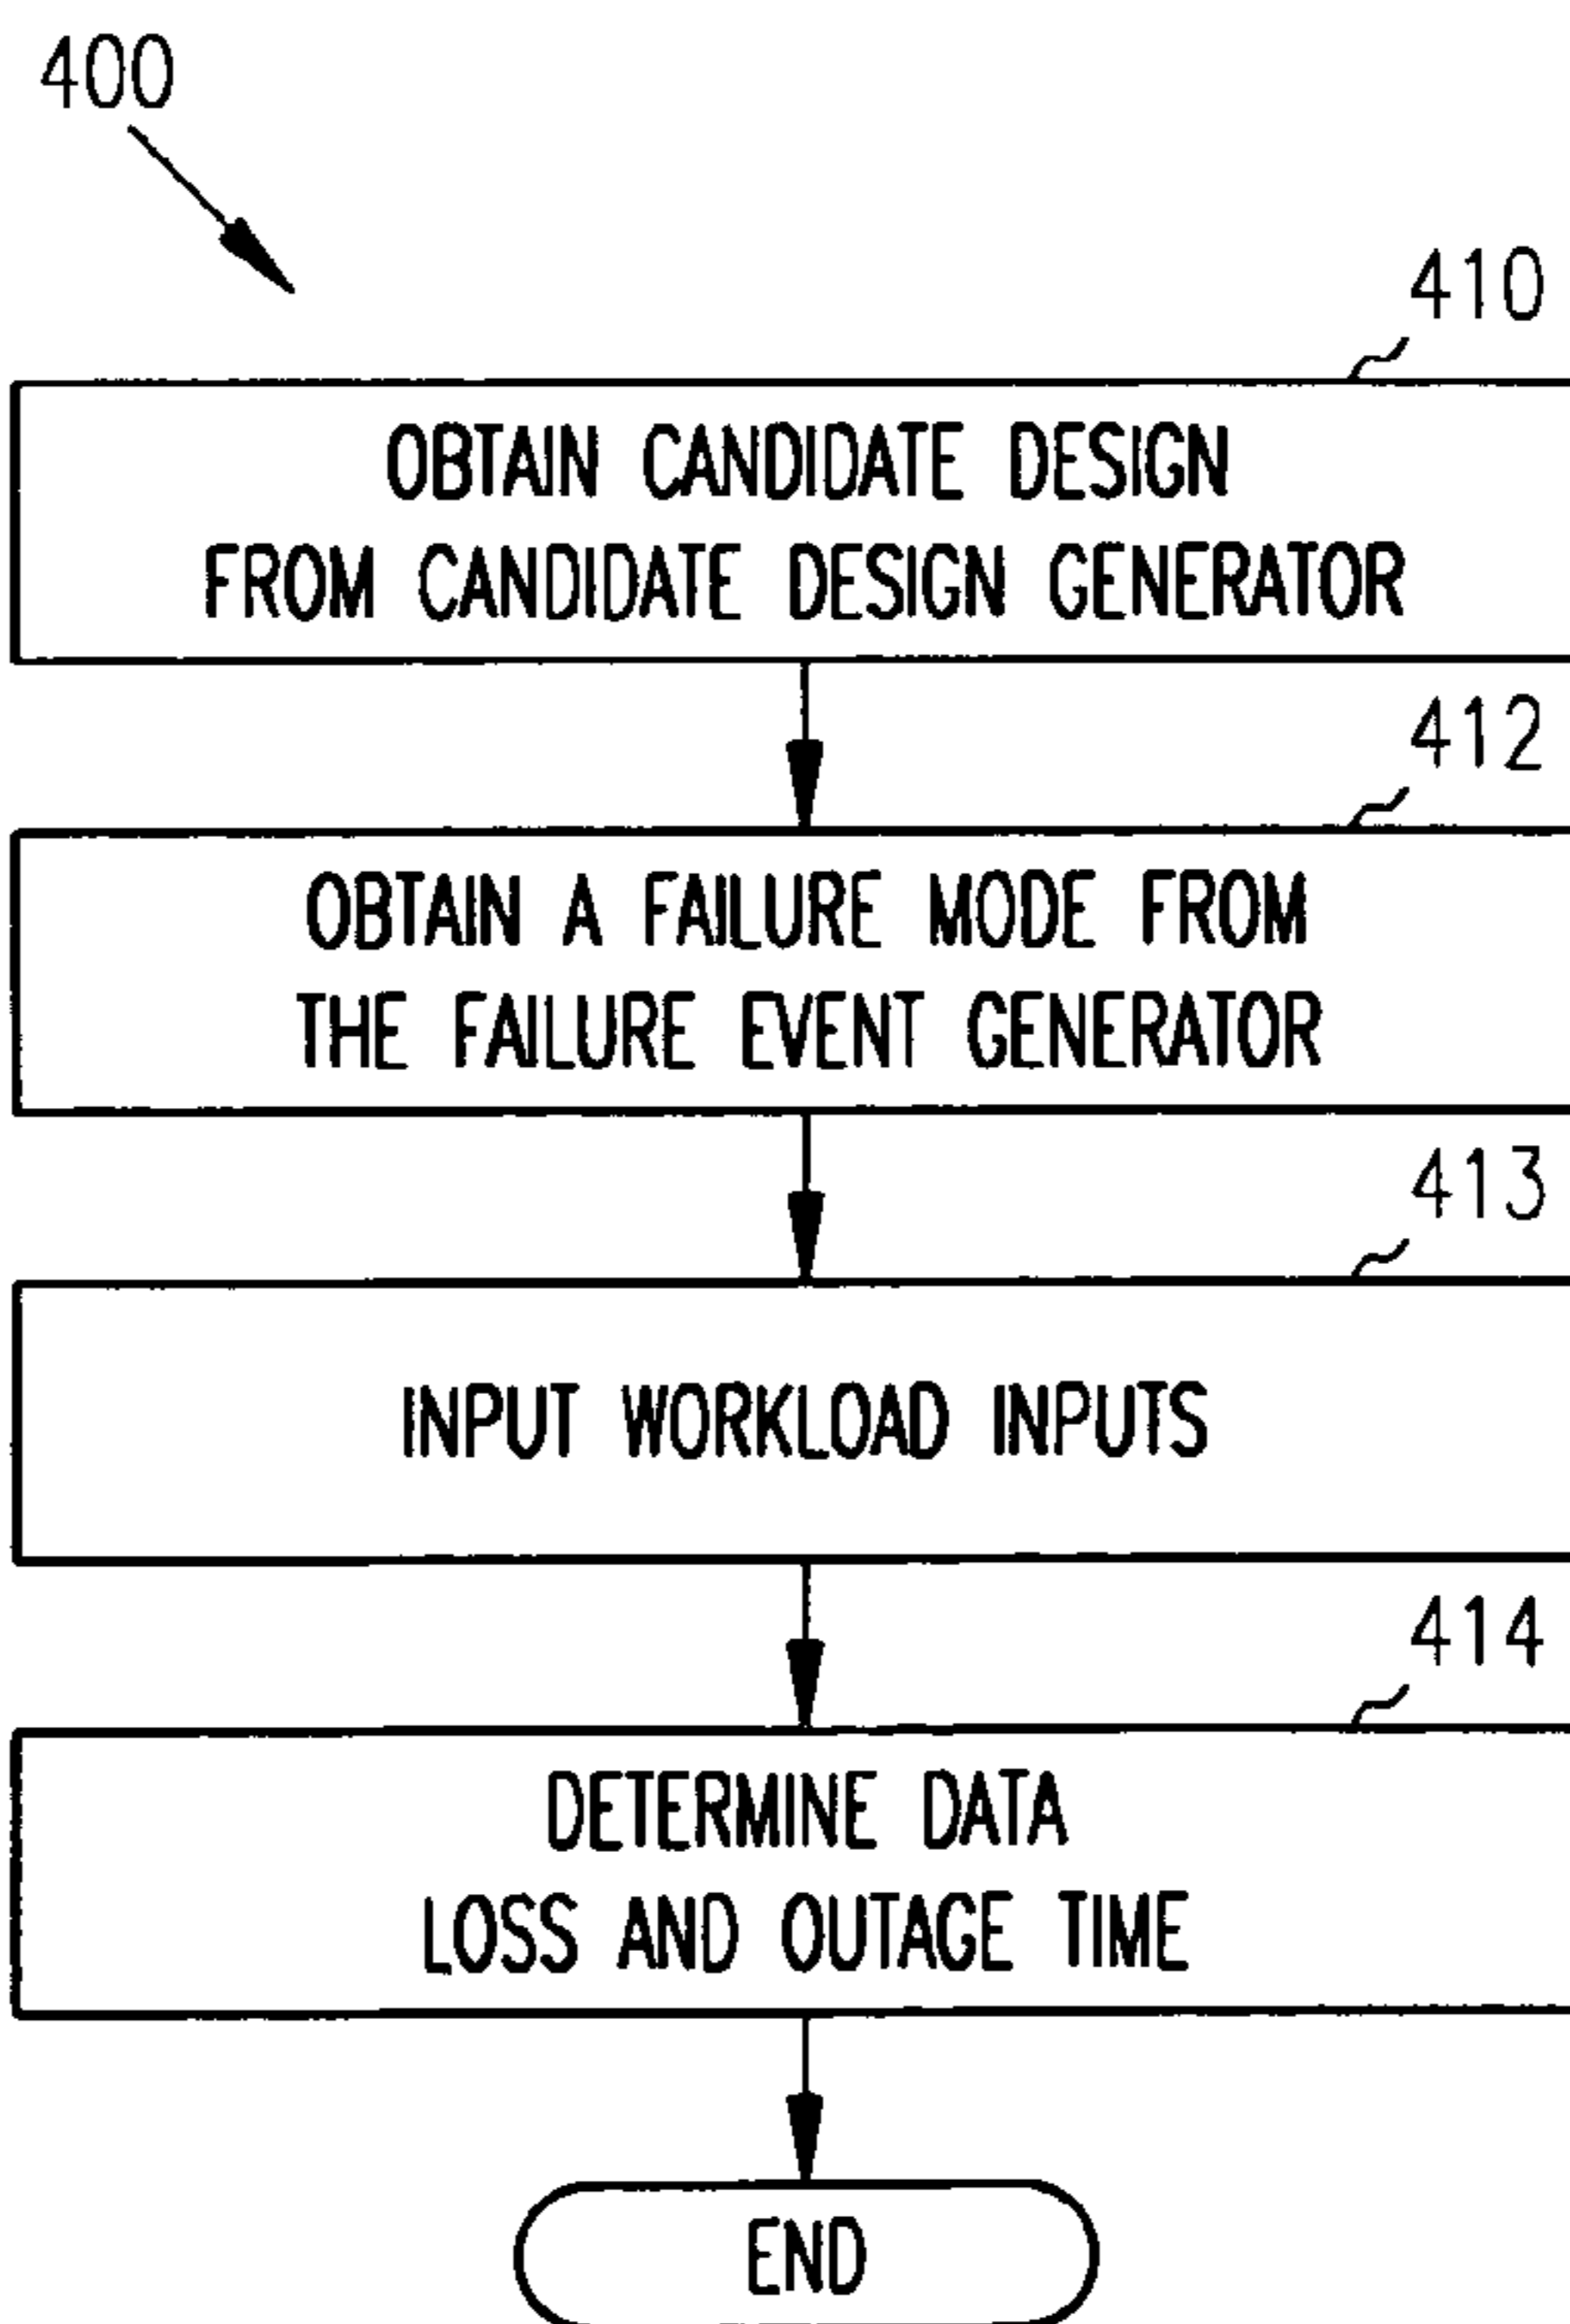 400
410
OBTAIN CANDIDATE DESIGN
FROM CANDIDATE DESIGN GENERATOR
412
OBTAIN A FAILURE MODE FROM
THE FAILURE EVENT GENERATOR
413
INPUT WORKLOAD INPUTS
414
DETERMINE DATA
LOSS AND OUTAGE TIME
END